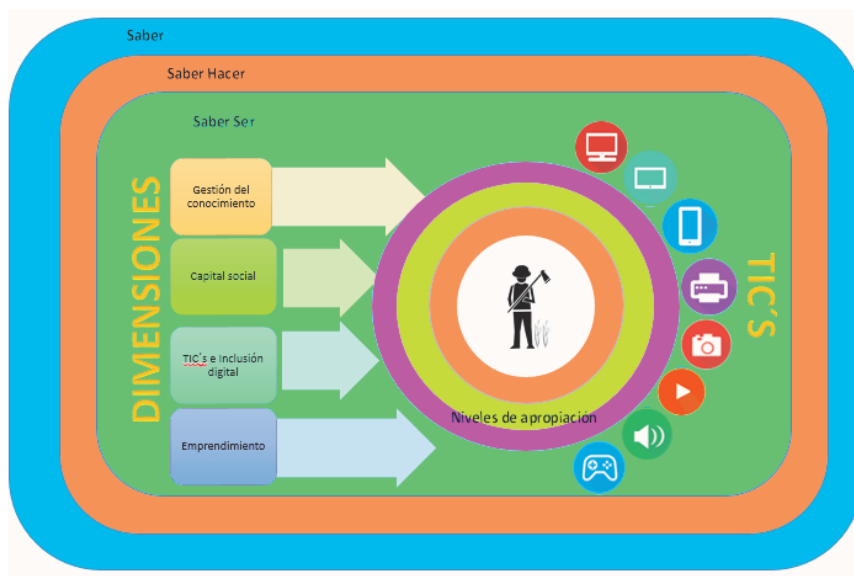 Saber
Saber Hacer
Saber Ser
DIMENSIONES
Gestión del
conocimiento
Capital social
TIC's e Inclusión
digital
Emprendimiento
Niveles de apropiación
TIC´S